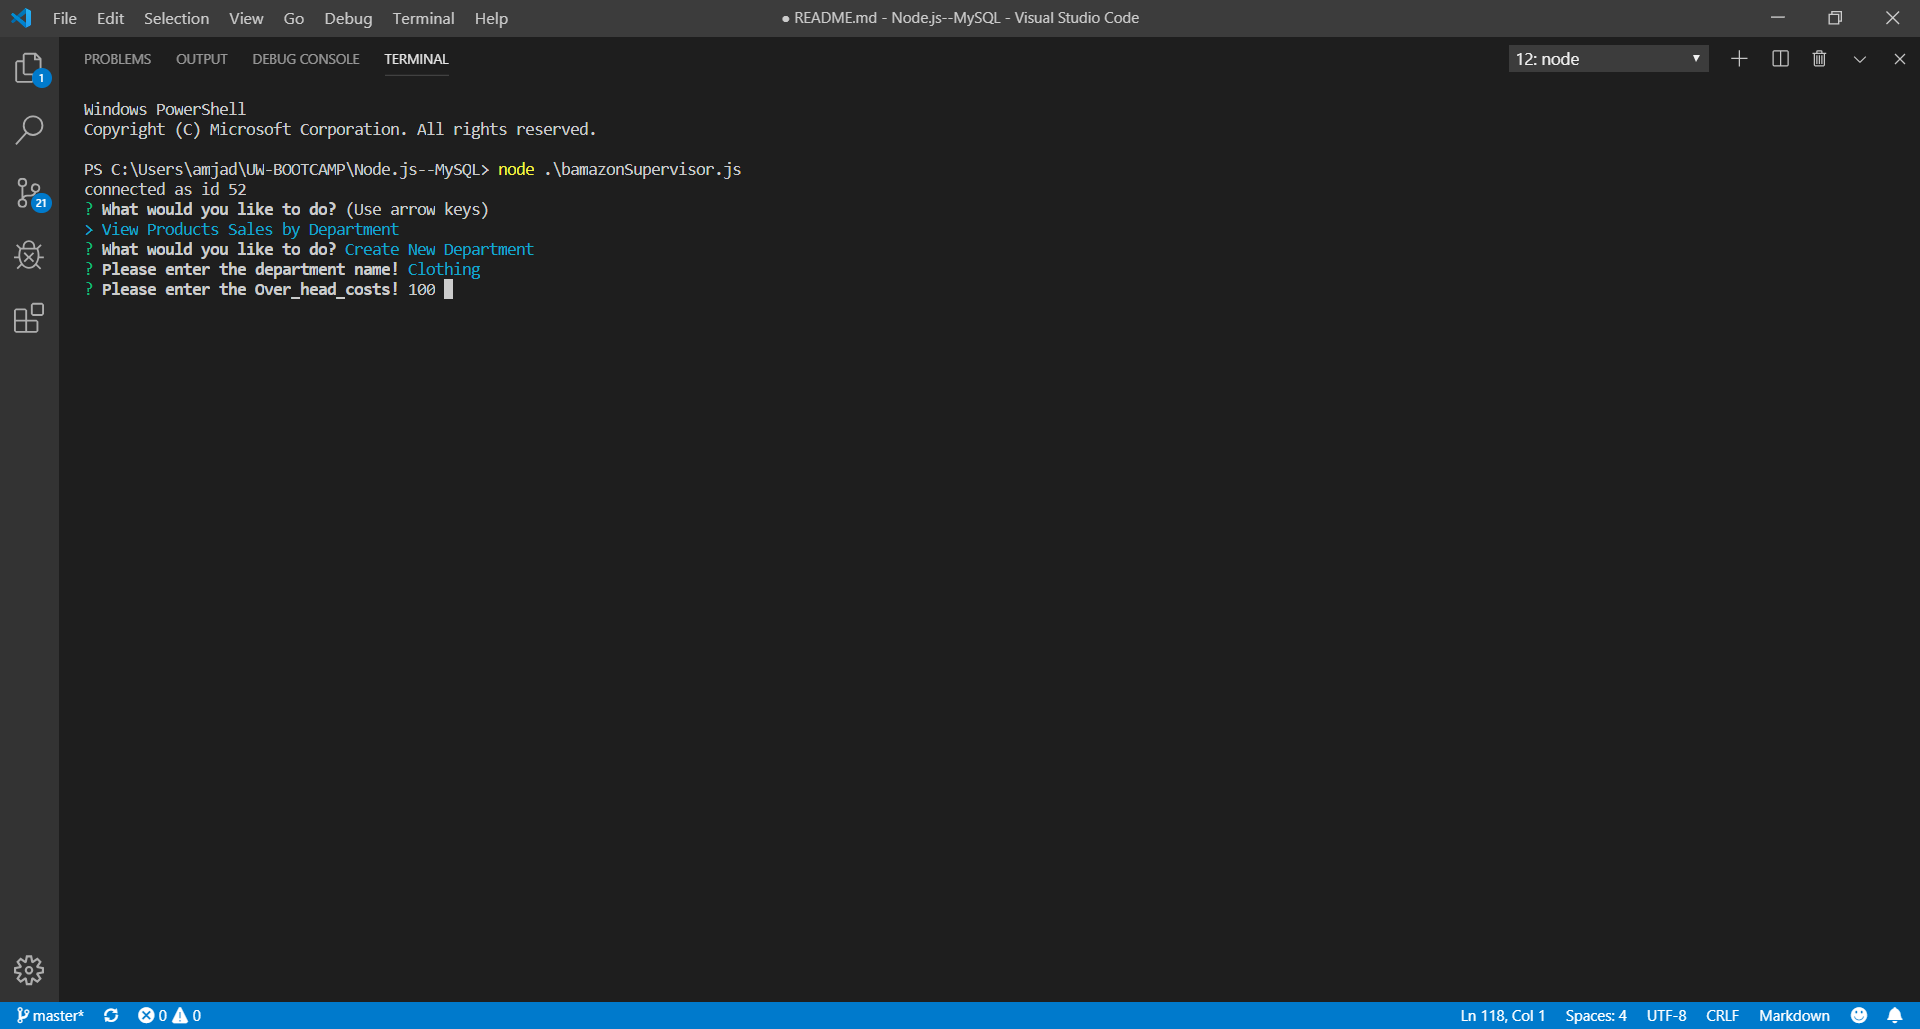 File Edit Selection View Go Debug Terminal Help ● README.md - Node.js--MySQL - Visual Studio Code
PROBLEMS OUTPUT DEBUG CONSOLE TERMINAL 12: node
1
21
Windows PowerShell
Copyright (C) Microsoft Corporation. All rights reserved.
PS C:\Users\amjad\UW-BOOTCAMP\Node.js--MySQL> node .\bamazonSupervisor.js
connected as id 52
? What would you like to do? (Use arrow keys)
> View Products Sales by Department
? What would you like to do? Create New Department
? Please enter the department name! Clothing
? Please enter the Over_head_costs! 100
master* 0 0 Ln 118, Col 1 Spaces: 4 UTF-8 CRLF Markdown